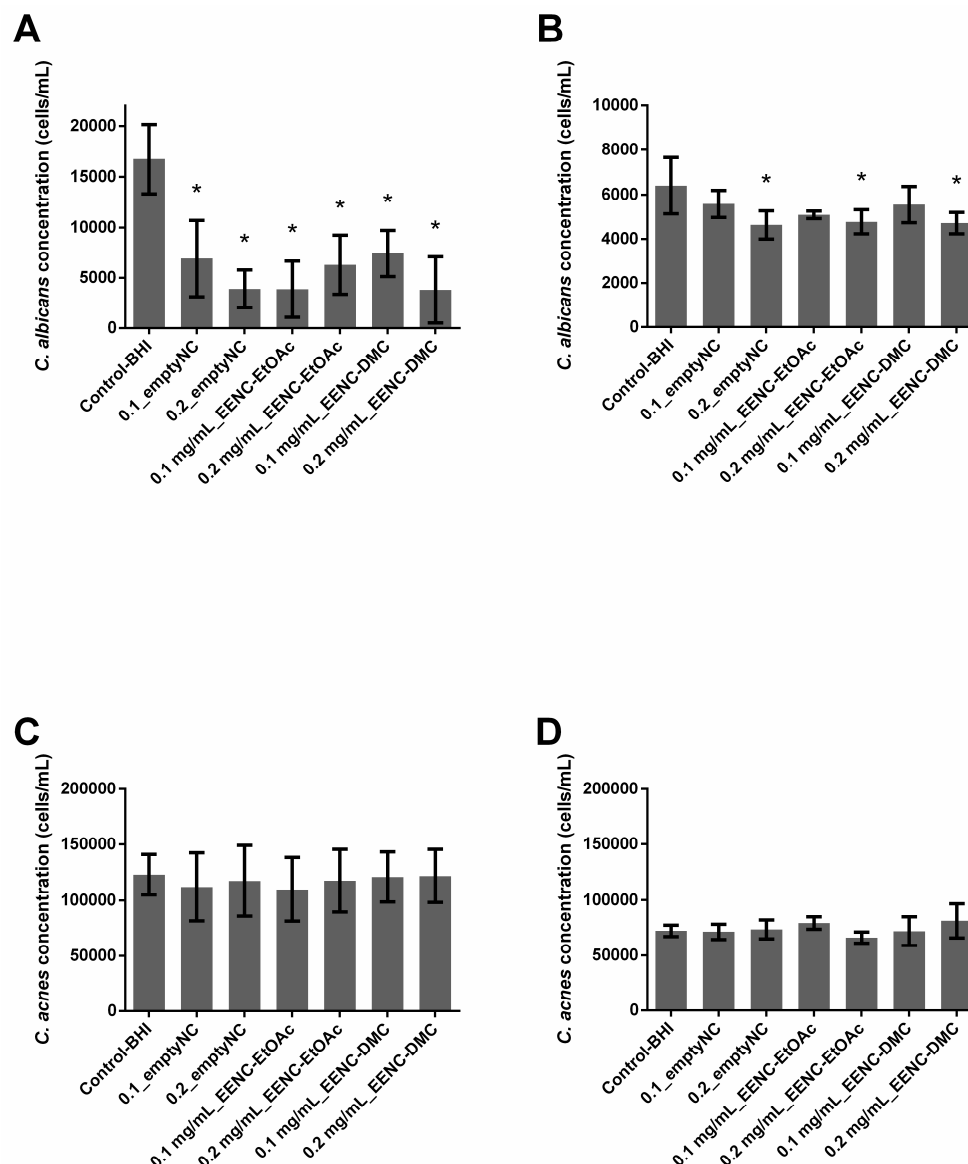 A
C. albicans concentration (cells/mL)
20000
15000
10000
5000
0
* * * * * *
Control-BHI
0.1_emptyNC
0.2_emptyNC
0.1 mg/mL_EENC-EtOAc
0.2 mg/mL_EENC-EtOAc
0.1 mg/mL_EENC-DMC
0.2 mg/mL_EENC-DMC
B
C. albicans concentration (cells/mL)
10000
8000
6000
4000
2000
0
* * *
Control-BHI
0.1_emptyNC
0.2_emptyNC
0.1 mg/mL_EENC-EtOAc
0.2 mg/mL_EENC-EtOAc
0.1 mg/mL_EENC-DMC
0.2 mg/mL_EENC-DMC
C
C. acnes concentration (cells/mL)
200000
150000
100000
50000
0
Control-BHI
0.1_emptyNC
0.2_emptyNC
0.1 mg/mL_EENC-EtOAc
0.2 mg/mL_EENC-EtOAc
0.1 mg/mL_EENC-DMC
0.2 mg/mL_EENC-DMC
D
C. acnes concentration (cells/mL)
200000
150000
100000
50000
0
Control-BHI
0.1_emptyNC
0.2_emptyNC
0.1 mg/mL_EENC-EtOAc
0.2 mg/mL_EENC-EtOAc
0.1 mg/mL_EENC-DMC
0.2 mg/mL_EENC-DMC